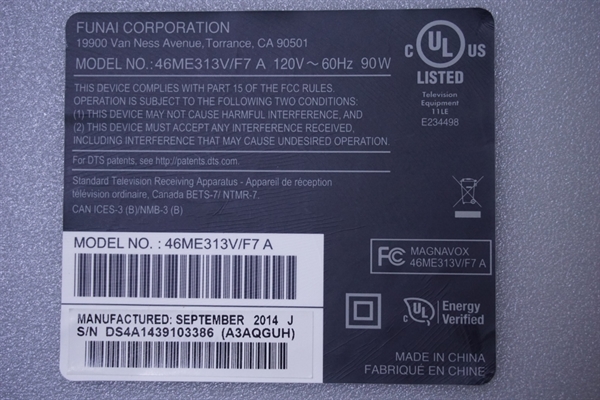 FUNAI CORPORATION
19900 Van Ness Avenue, Torrance, CA 90501
MODEL NO.: 46ME313V/F7 A 120V ~ 60Hz 90W
THIS DEVICE COMPLIES WITH PART 15 OF THE FCC RULES.
OPERATION IS SUBJECT TO THE FOLLOWING TWO CONDITIONS:
(1) THIS DEVICE MAY NOT CAUSE HARMFUL INTERFERENCE, AND
(2) THIS DEVICE MUST ACCEPT ANY INTERFERENCE RECEIVED,
INCLUDING INTERFERENCE THAT MAY CAUSE UNDESIRED OPERATION.
For DTS patents, see http://patents.dts.com.
Standard Television Receiving Apparatus - Appareil de réception
télévision ordinaire, Canada BETS-7/ NTMR-7.
CAN ICES-3 (B)/NMB-3 (B)
C UL US
LISTED
Television
Equipment
11LE
E234498
MODEL NO. : 46ME313V/F7 A
MANUFACTURED: SEPTEMBER 2014 J
S/N DS4A1439103386 (A3AQGUH)
FC MAGNAVOX
46ME313V/F7 A
C UL Energy
Verified
MADE IN CHINA
FABRIQUÉ EN CHINE